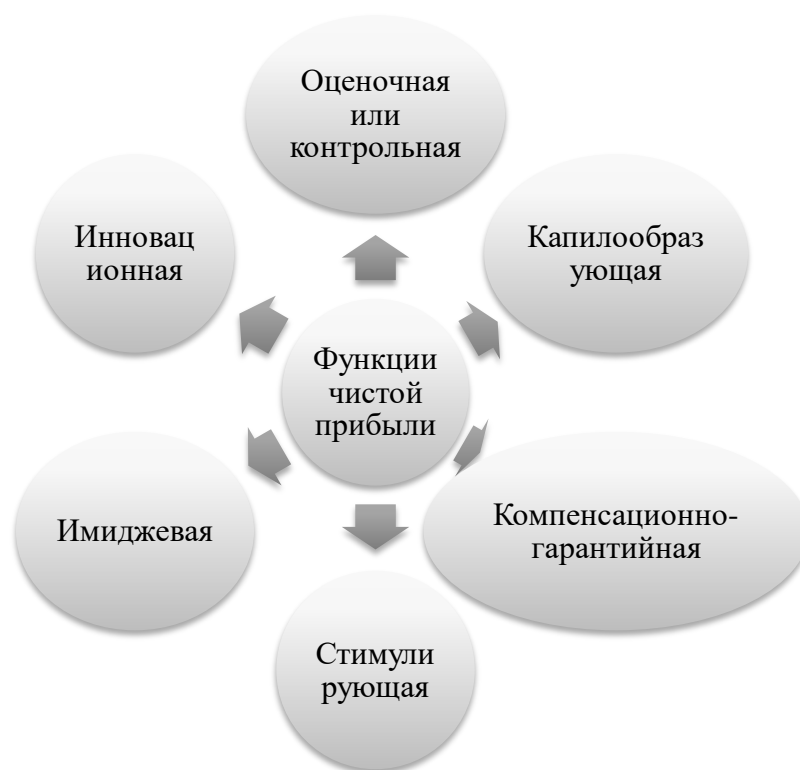 Оценочная
или
контрольная
Капилообраз
ующая
Компенсационно-
гарантийная
Стимули
рующая
Имиджевая
Инновац
ионная
Функции
чистой
прибыли